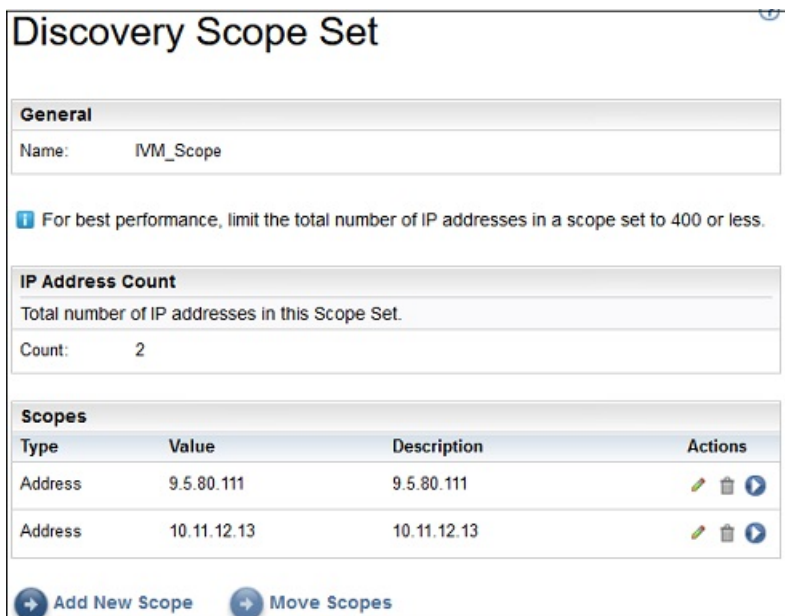 Discovery Scope Set
General
Name: IVM_Scope
For best performance, limit the total number of IP addresses in a scope set to 400 or less.
IP Address Count
Total number of IP addresses in this Scope Set.
Count: 2
Scopes
Type Value Description Actions
Address 9.5.80.111 9.5.80.111
Address 10.11.12.13 10.11.12.13
Add New Scope Move Scopes